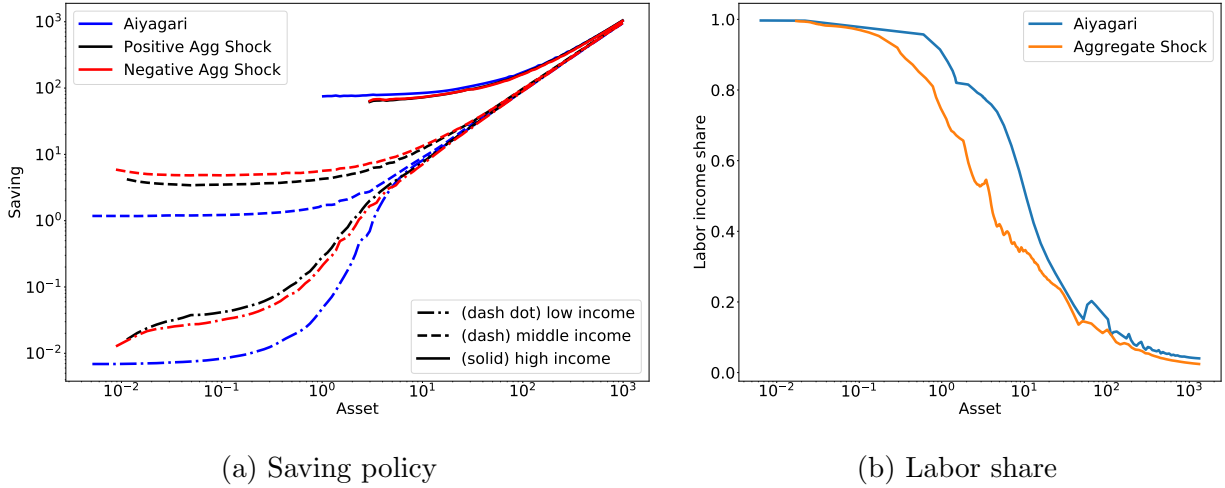 Aiyagari
Positive Agg Shock
Negative Agg Shock
(dash dot) low income
(dash) middle income
(solid) high income
10³
10²
10¹
10⁰
10⁻¹
10⁻²
Saving
10⁻² 10⁻¹ 10⁰ 10¹ 10² 10³
Asset
(a) Saving policy
Aiyagari
Aggregate Shock
1.0
0.8
0.6
0.4
0.2
0.0
Labor income share
10⁻² 10⁻¹ 10⁰ 10¹ 10² 10³
Asset
(b) Labor share